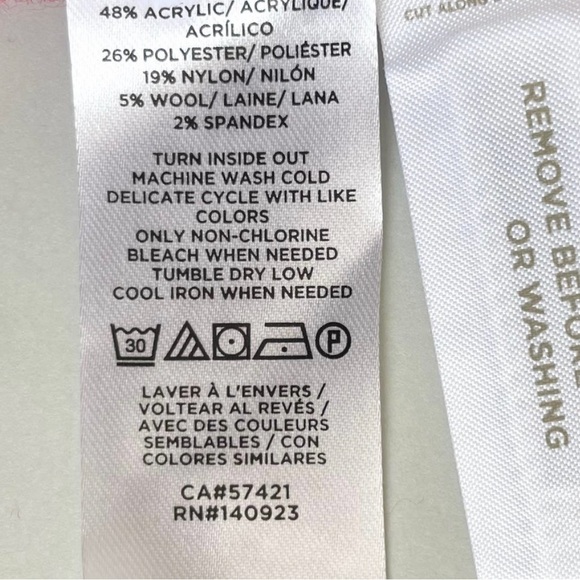 48% ACRYLIC/ ACRYLIQUE/
ACRÍLICO
26% POLYESTER/ POLIÉSTER
19% NYLON/ NILÓN
5% WOOL/ LAINE/ LANA
2% SPANDEX
TURN INSIDE OUT
MACHINE WASH COLD
DELICATE CYCLE WITH LIKE
COLORS
ONLY NON-CHLORINE
BLEACH WHEN NEEDED
TUMBLE DRY LOW
COOL IRON WHEN NEEDED
30
P
LAVER À L'ENVERS /
VOLTEAR AL REVÉS /
AVEC DES COULEURS
SEMBLABLES / CON
COLORES SIMILARES
CA#57421
RN#140923
CUT ALONG
REMOVE BEFORE
OR WASHING